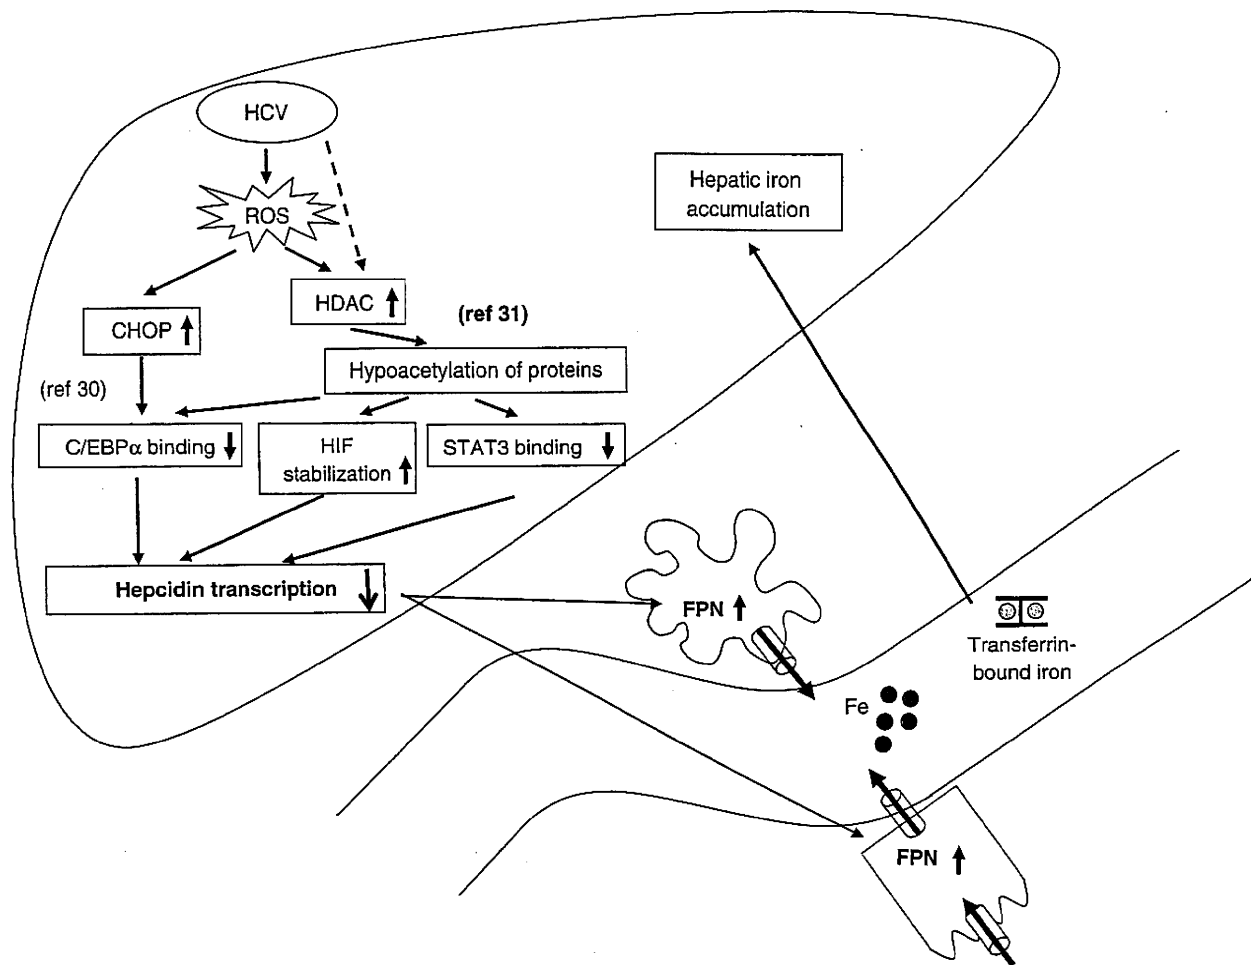 HCV
ROS
HDAC
CHOP
(ref 31)
Hypoacetylation of proteins
(ref 30)
C/EBPα binding
HIF
stabilization
STAT3 binding
Hepcidin transcription
Hepatic iron
accumulation
FPN
Transferrin-
bound iron
Fe
FPN